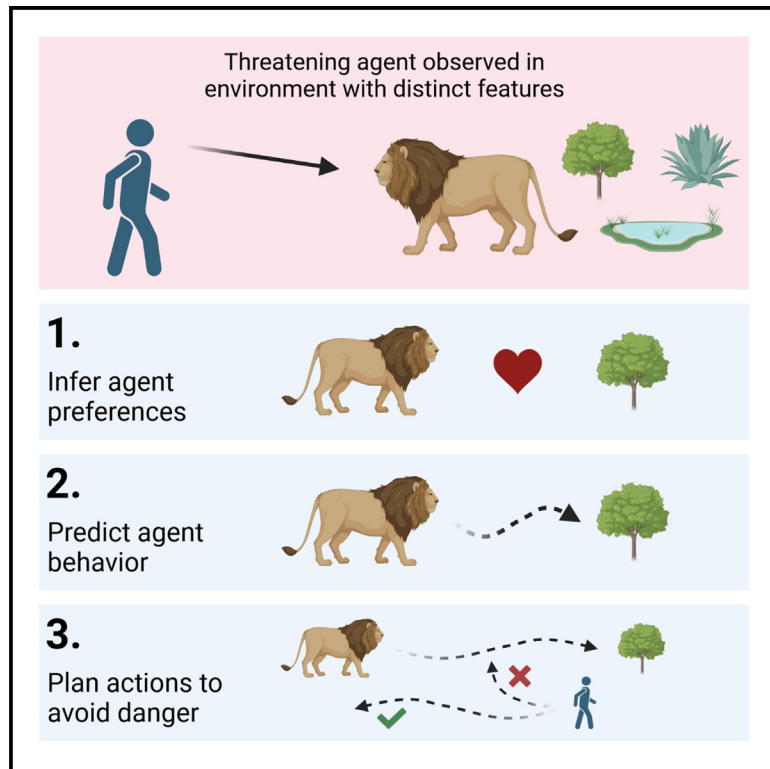 Threatening agent observed in
environment with distinct features
1.
Infer agent
preferences
2.
Predict agent
behavior
3.
Plan actions to
avoid danger